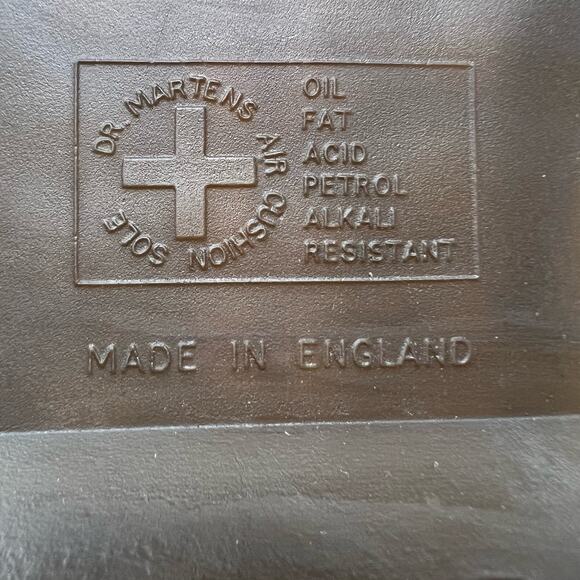 DR. MARTENS AIR CUSHION SOLE
OIL
FAT
ACID
PETROL
ALKALI
RESISTANT
MADE IN ENGLAND